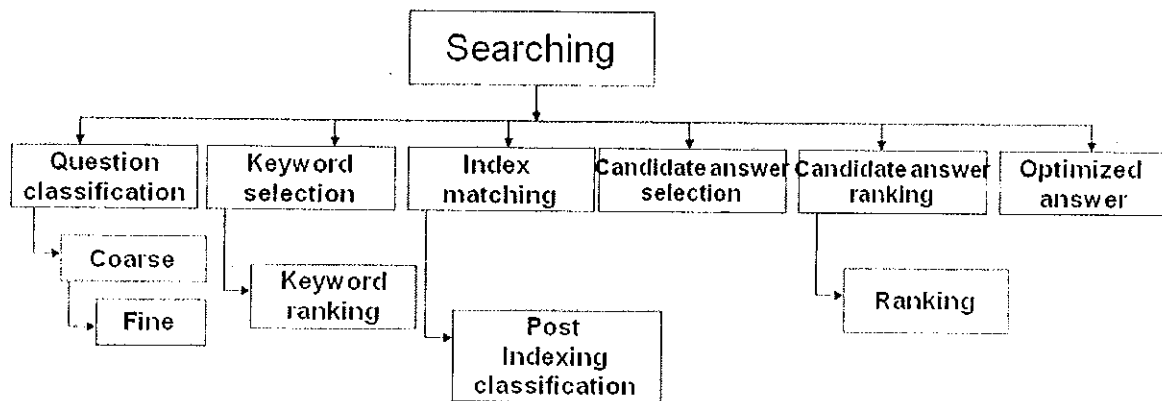 Searching
Question
classification
Keyword
selection
Index
matching
Candidate answer
selection
Candidate answer
ranking
Optimized
answer
Coarse
Fine
Keyword
ranking
Post
Indexing
classification
Ranking